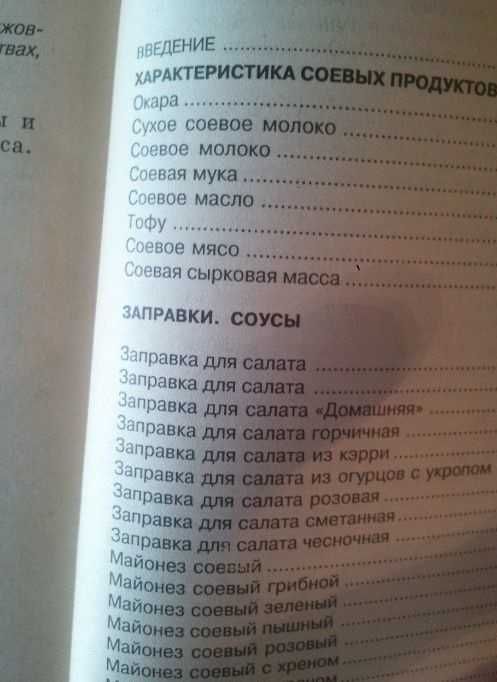 жов-
твах,
ы и
са.
ВВЕДЕНИЕ
ХАРАКТЕРИСТИКА СОЕВЫХ ПРОДУКТОВ
Окара
Сухое соевое молоко
Соевое молоко
Соевая мука
Соевое масло
Тофу
Соевое мясо
Соевая сырковая масса
ЗАПРАВКИ. СОУСЫ
Заправка для салата
Заправка для салата
Заправка для салата «Домашняя»
Заправка для салата горчичная
Заправка для салата из кэрри
Заправка для салата из огурцов с укропом
Заправка для салата розовая
Заправка для салата сметанная
Заправка для салата чесночная
Майонез соевый
Майонез соевый грибной
Майонез соевый зеленый
Майонез соевый пышный
Майонез соевый розовый
Майонез соевый с хреном